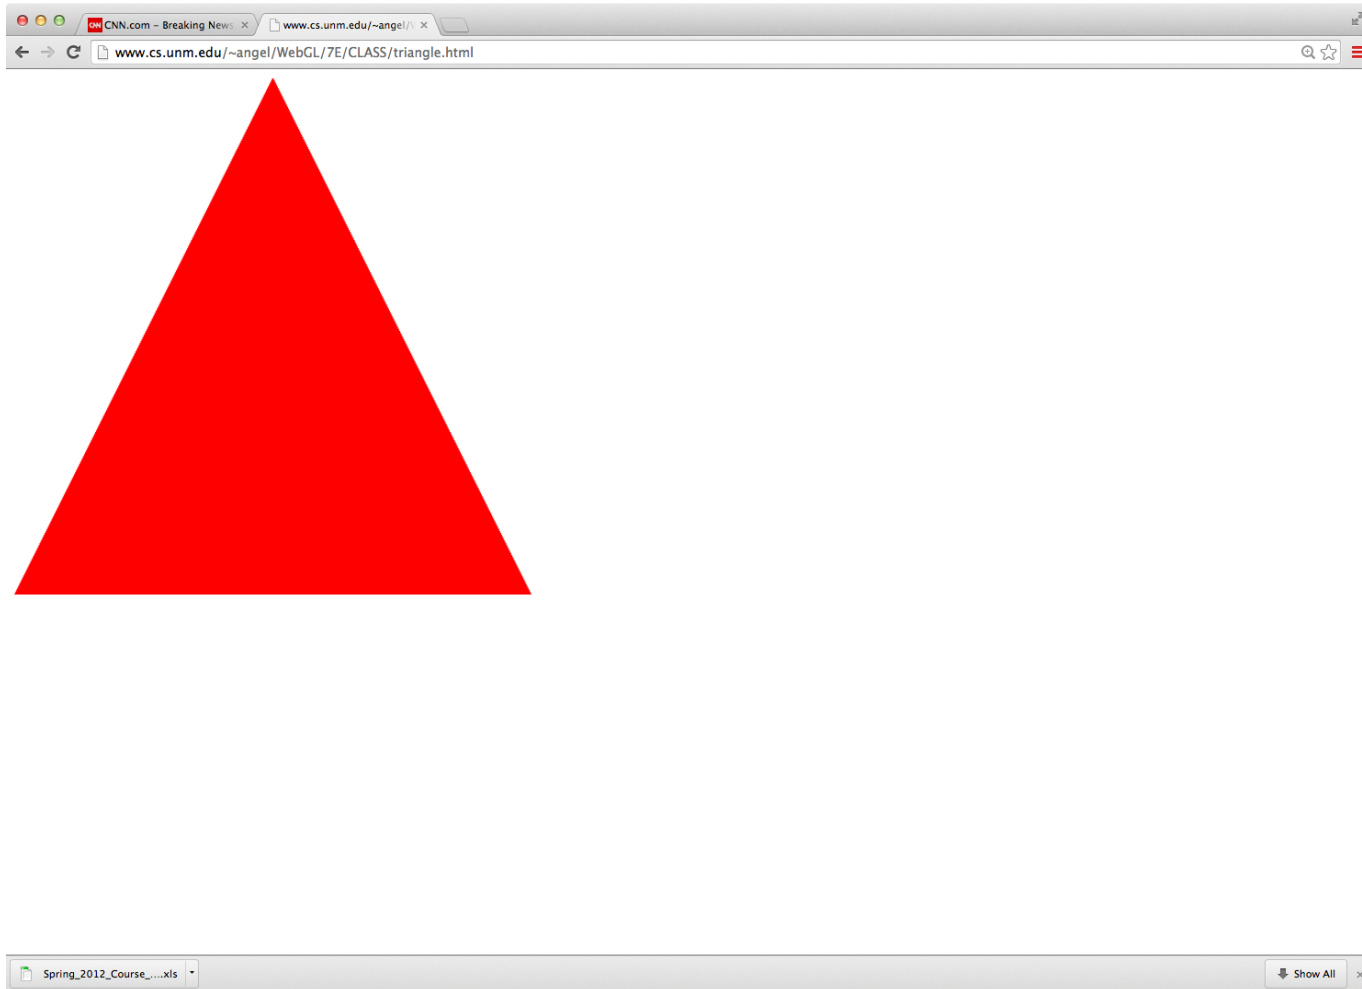 CNN CNN.com – Breaking News
www.cs.unm.edu/~angel/
www.cs.unm.edu/~angel/WebGL/7E/CLASS/triangle.html
Spring_2012_Course_....xls
Show All